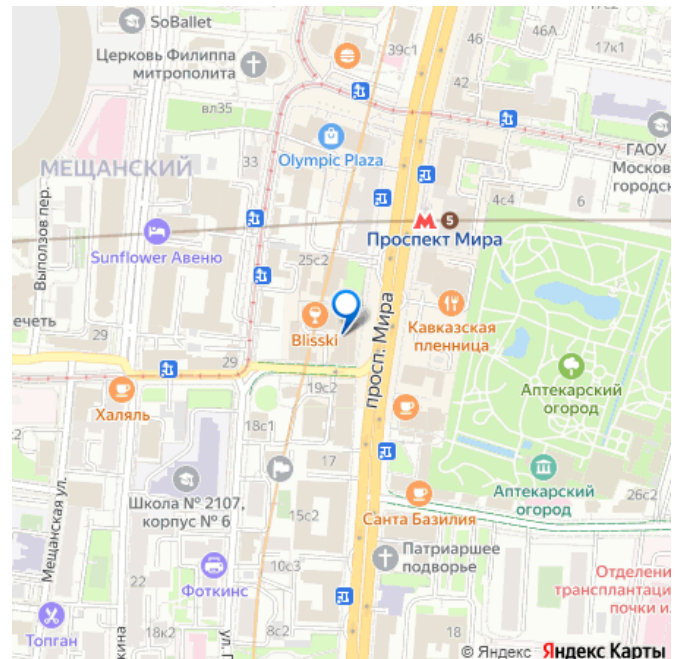 SoBallet
39с1
46
46А
17к1
Церковь Филиппа
митрополита
42
вл35
33
Olympic Plaza
ГАОУ
Москов
городск
МЕЩАНСКИЙ
Выползов пер.
4с4
6
М 5
Проспект Мира
Sunflower Авеню
25с2
просп. Мира
Blisski
Кавказская
пленница
ечеть
29
29
Аптекарский
огород
19с2
Халяль
18с1
17
Школа № 2107,
корпус № 6
Аптекарский
огород
26с2
15с2
Санта Базилия
Мещанская ул.
Патриаршее
подворье
10с3
Отделени
трансплантаци
почки и.
22
Фоткинс
Топган
18к2
кина
ул. Г
8с2
© Яндекс Яндекс Карты